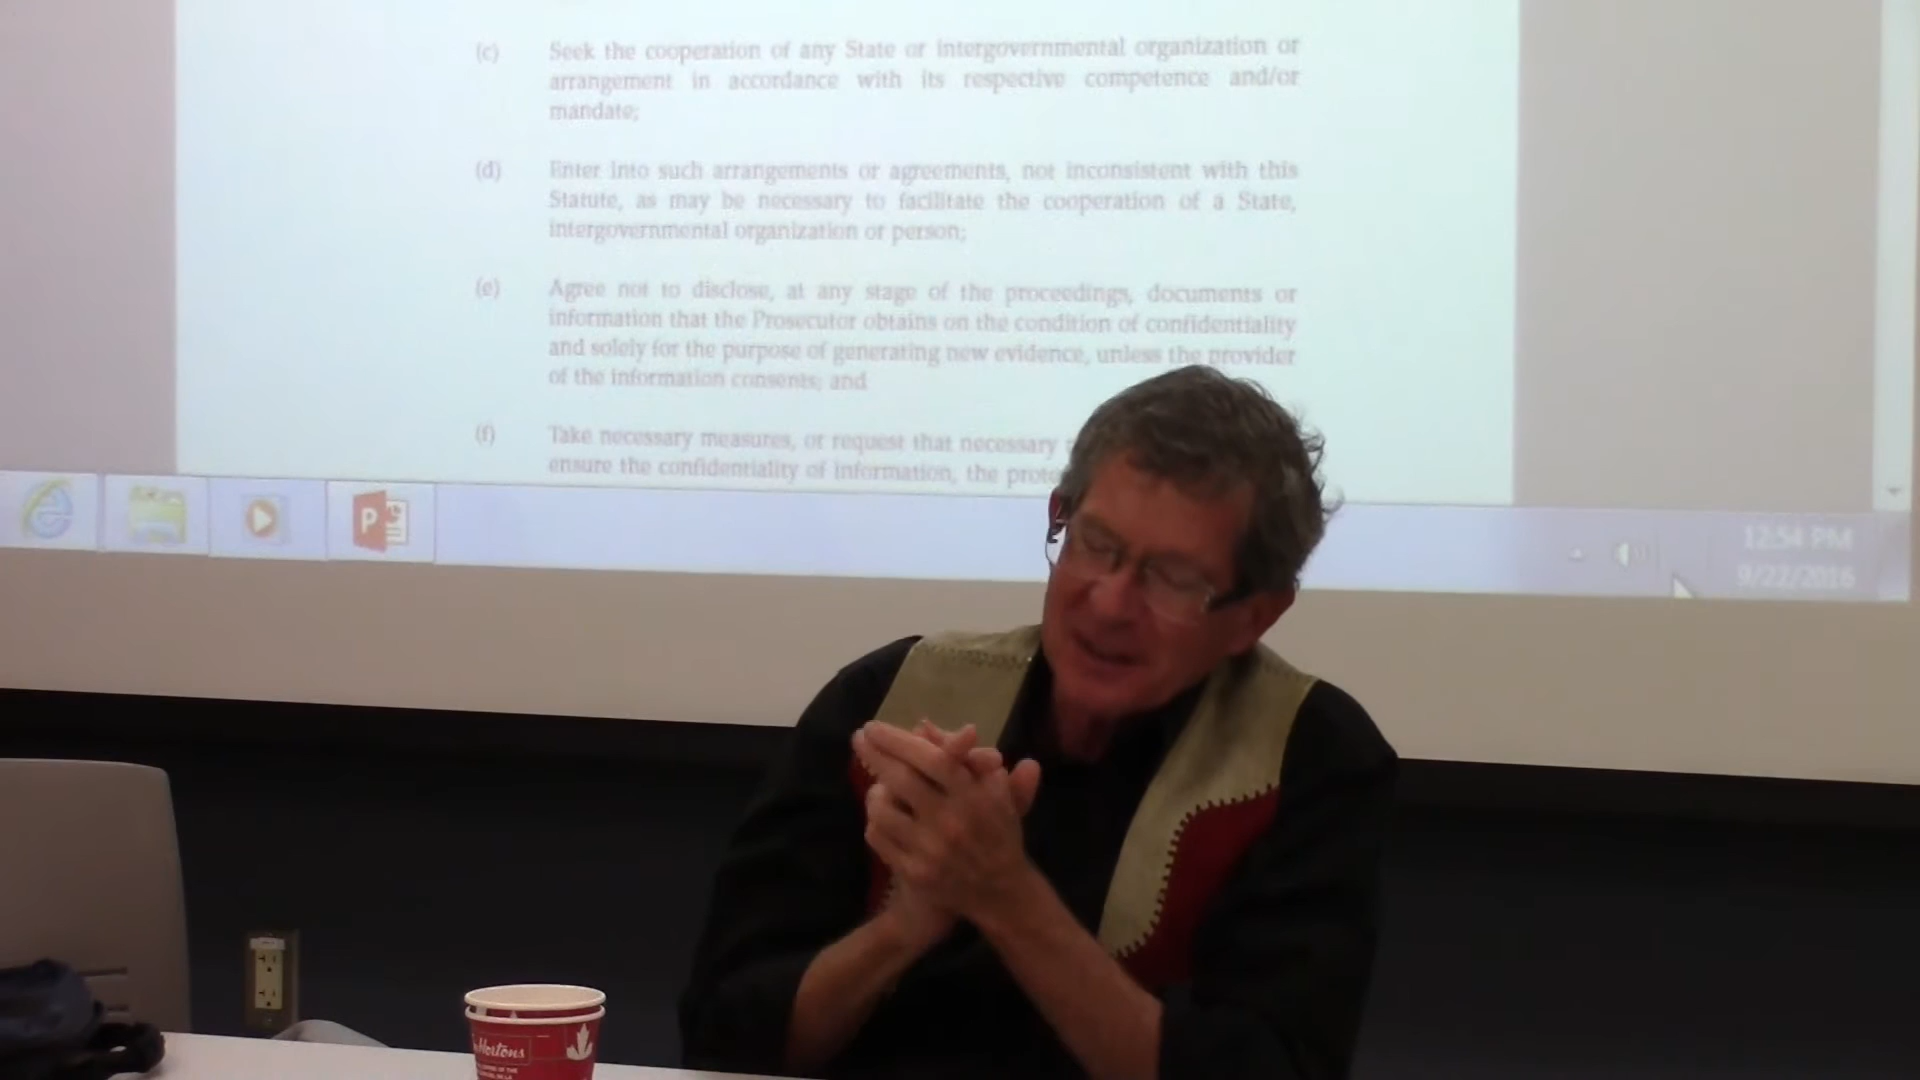 (c) Seek the cooperation of any State or intergovernmental organization or
arrangement in accordance with its respective competence and/or
mandate;
(d) Enter into such arrangements or agreements, not inconsistent with this
Statute, as may be necessary to facilitate the cooperation of a State,
intergovernmental organization or person;
(e) Agree not to disclose, at any stage of the proceedings, documents or
information that the Prosecutor obtains on the condition of confidentiality
and solely for the purpose of generating new evidence, unless the provider
of the information consents; and
(f) Take necessary measures, or request that necessary
ensure the confidentiality of information, the
12:54 PM
9/22/2016
P
Hortons